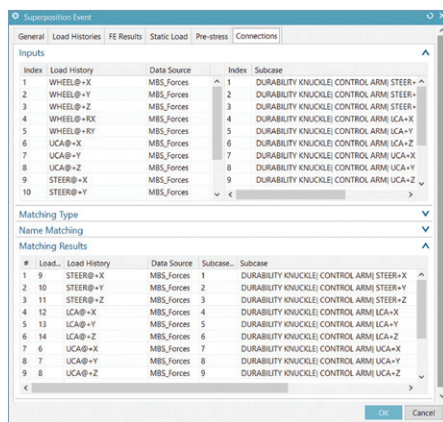 Superposition Event
General Load Histories FE Results Static Load Pre-stress Connections
Inputs
Index Load History Data Source Index Subcase
1 WHEEL@+X MBS_Forces 1 DURABILITY KNUCKLE| CONTROL ARM| STEER+
2 WHEEL@+Y MBS_Forces 2 DURABILITY KNUCKLE| CONTROL ARM| STEER+
3 WHEEL@+Z MBS_Forces 3 DURABILITY KNUCKLE| CONTROL ARM| STEER+
4 WHEEL@+RX MBS_Forces 4 DURABILITY KNUCKLE| CONTROL ARM| LCA+X
5 WHEEL@+RY MBS_Forces 5 DURABILITY KNUCKLE| CONTROL ARM| LCA+Y
6 UCA@+X MBS_Forces 6 DURABILITY KNUCKLE| CONTROL ARM| LCA+Z
7 UCA@+Y MBS_Forces 7 DURABILITY KNUCKLE| CONTROL ARM| UCA+X
8 UCA@+Z MBS_Forces 8 DURABILITY KNUCKLE| CONTROL ARM| UCA+Y
9 STEER@+X MBS_Forces 9 DURABILITY KNUCKLE| CONTROL ARM| UCA+Z
10 STEER@+Y MBS_Forces
Matching Type
Name Matching
Matching Results
# Load... Load History Data Source Subcase... Subcase
1 9 STEER@+X MBS_Forces 1 DURABILITY KNUCKLE| CONTROL ARM| STEER+X
2 10 STEER@+Y MBS_Forces 2 DURABILITY KNUCKLE| CONTROL ARM| STEER+Y
3 11 STEER@+Z MBS_Forces 3 DURABILITY KNUCKLE| CONTROL ARM| STEER+Z
4 12 LCA@+X MBS_Forces 4 DURABILITY KNUCKLE| CONTROL ARM| LCA+X
5 13 LCA@+Y MBS_Forces 5 DURABILITY KNUCKLE| CONTROL ARM| LCA+Y
6 14 LCA@+Z MBS_Forces 6 DURABILITY KNUCKLE| CONTROL ARM| LCA+Z
7 6 UCA@+X MBS_Forces 7 DURABILITY KNUCKLE| CONTROL ARM| UCA+X
8 7 UCA@+Y MBS_Forces 8 DURABILITY KNUCKLE| CONTROL ARM| UCA+Y
9 8 UCA@+Z MBS_Forces 9 DURABILITY KNUCKLE| CONTROL ARM| UCA+Z
OK Cancel